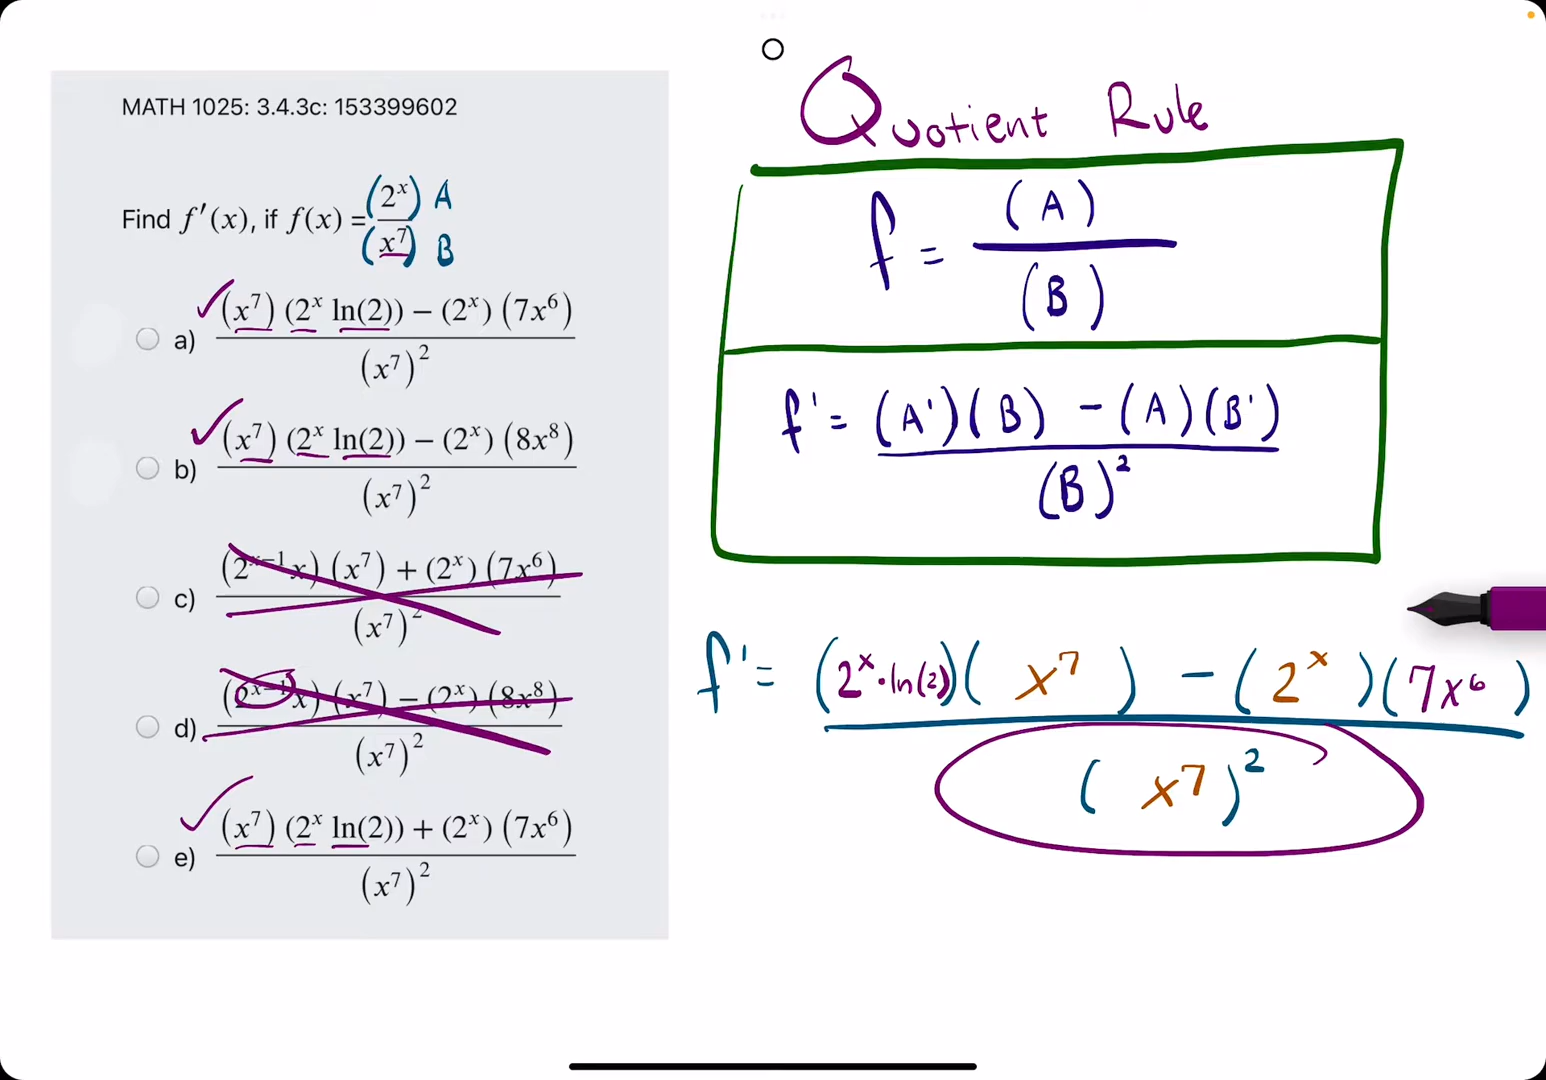 MATH 1025: 3.4.3c: 153399602
Find f′(x), if f(x) = (2^x) / (x^7) A B
a) ((x^7) (2^x ln(2)) − (2^x) (7x^6)) / (x^7)^2
b) ((x^7) (2^x ln(2)) − (2^x) (8x^8)) / (x^7)^2
c) ((2^{x−1}x) (x^7) + (2^x) (7x^6)) / (x^7)^2
d) ((2^{x−1}x) (x^7) − (2^x) (8x^8)) / (x^7)^2
e) ((x^7) (2^x ln(2)) + (2^x) (7x^6)) / (x^7)^2
Quotient Rule
f = (A) / (B)
f' = ((A')(B) - (A)(B')) / (B)^2
f' = ((2^x · ln(2))(x^7) - (2^x)(7x^6)) / (x^7)^2